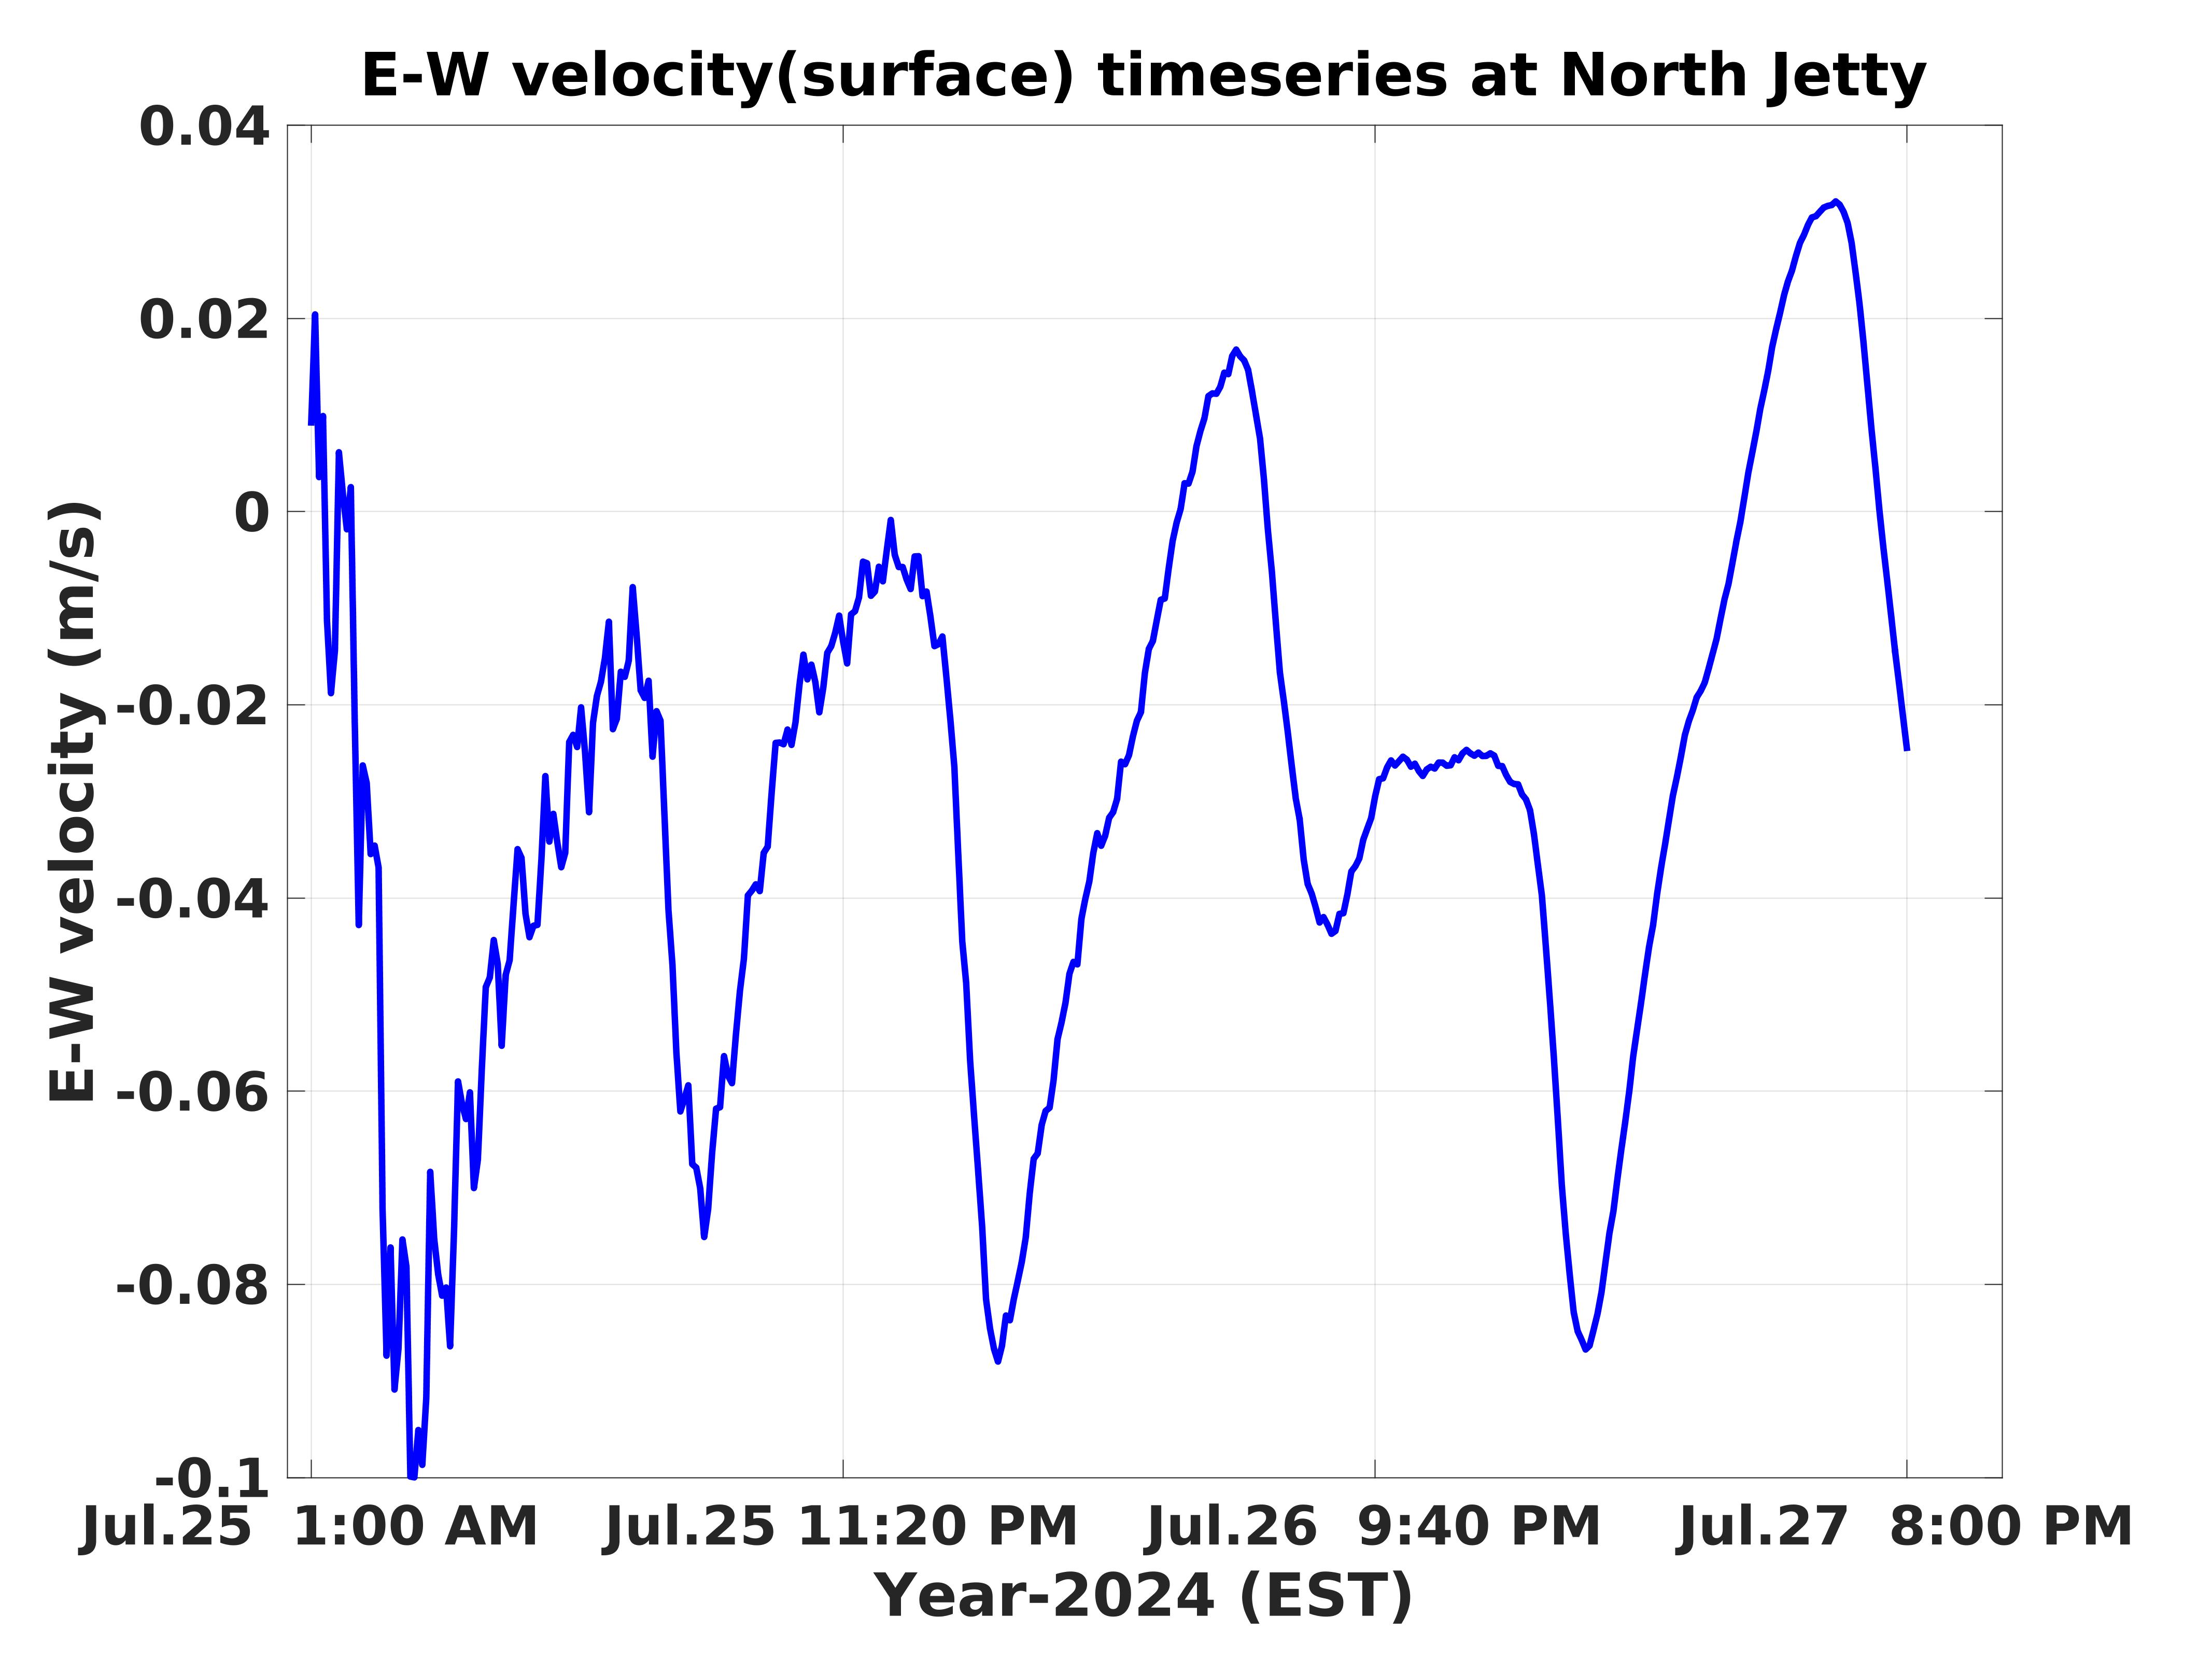 E-W velocity(surface) timeseries at North Jetty
E-W velocity (m/s)
0.04
0.02
0
-0.02
-0.04
-0.06
-0.08
-0.1
Jul.25 1:00 AM
Jul.25 11:20 PM
Jul.26 9:40 PM
Jul.27 8:00 PM
Year-2024 (EST)